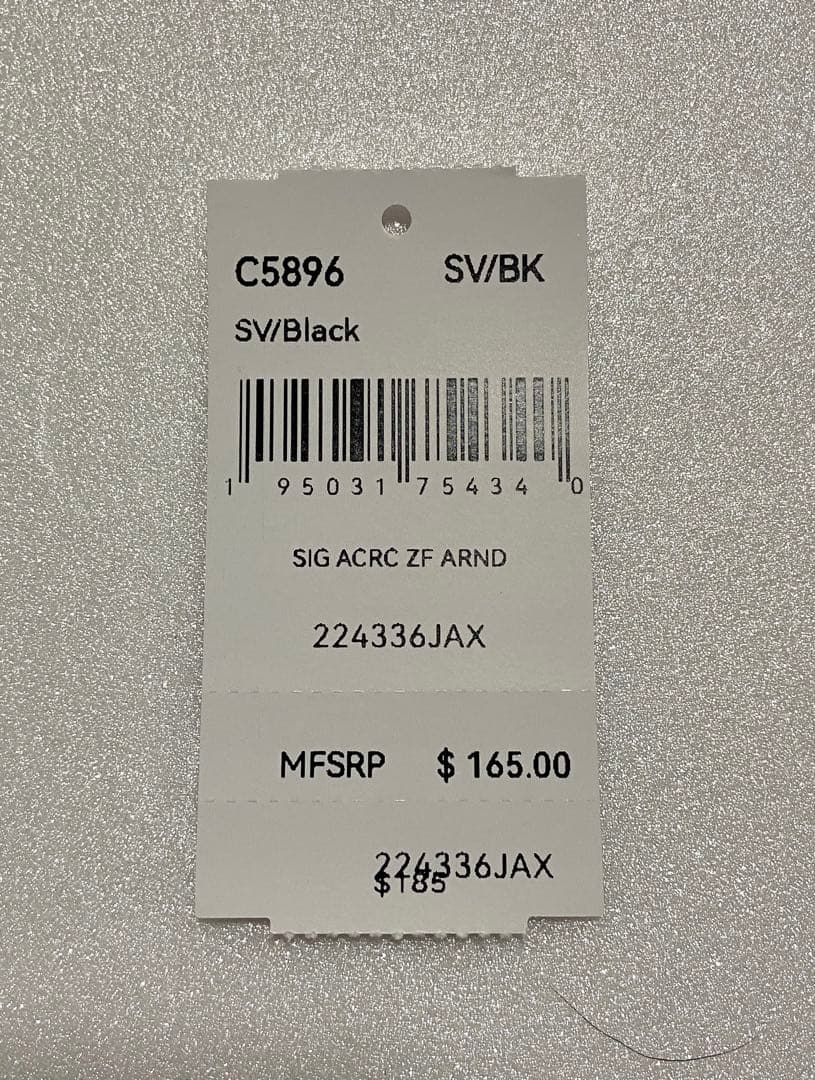 C5896 SV/BK
SV/Black
1 95031 75434 0
SIG ACRC ZF ARND
224336JAX
MFSRP $ 165.00
224336JAX
$185